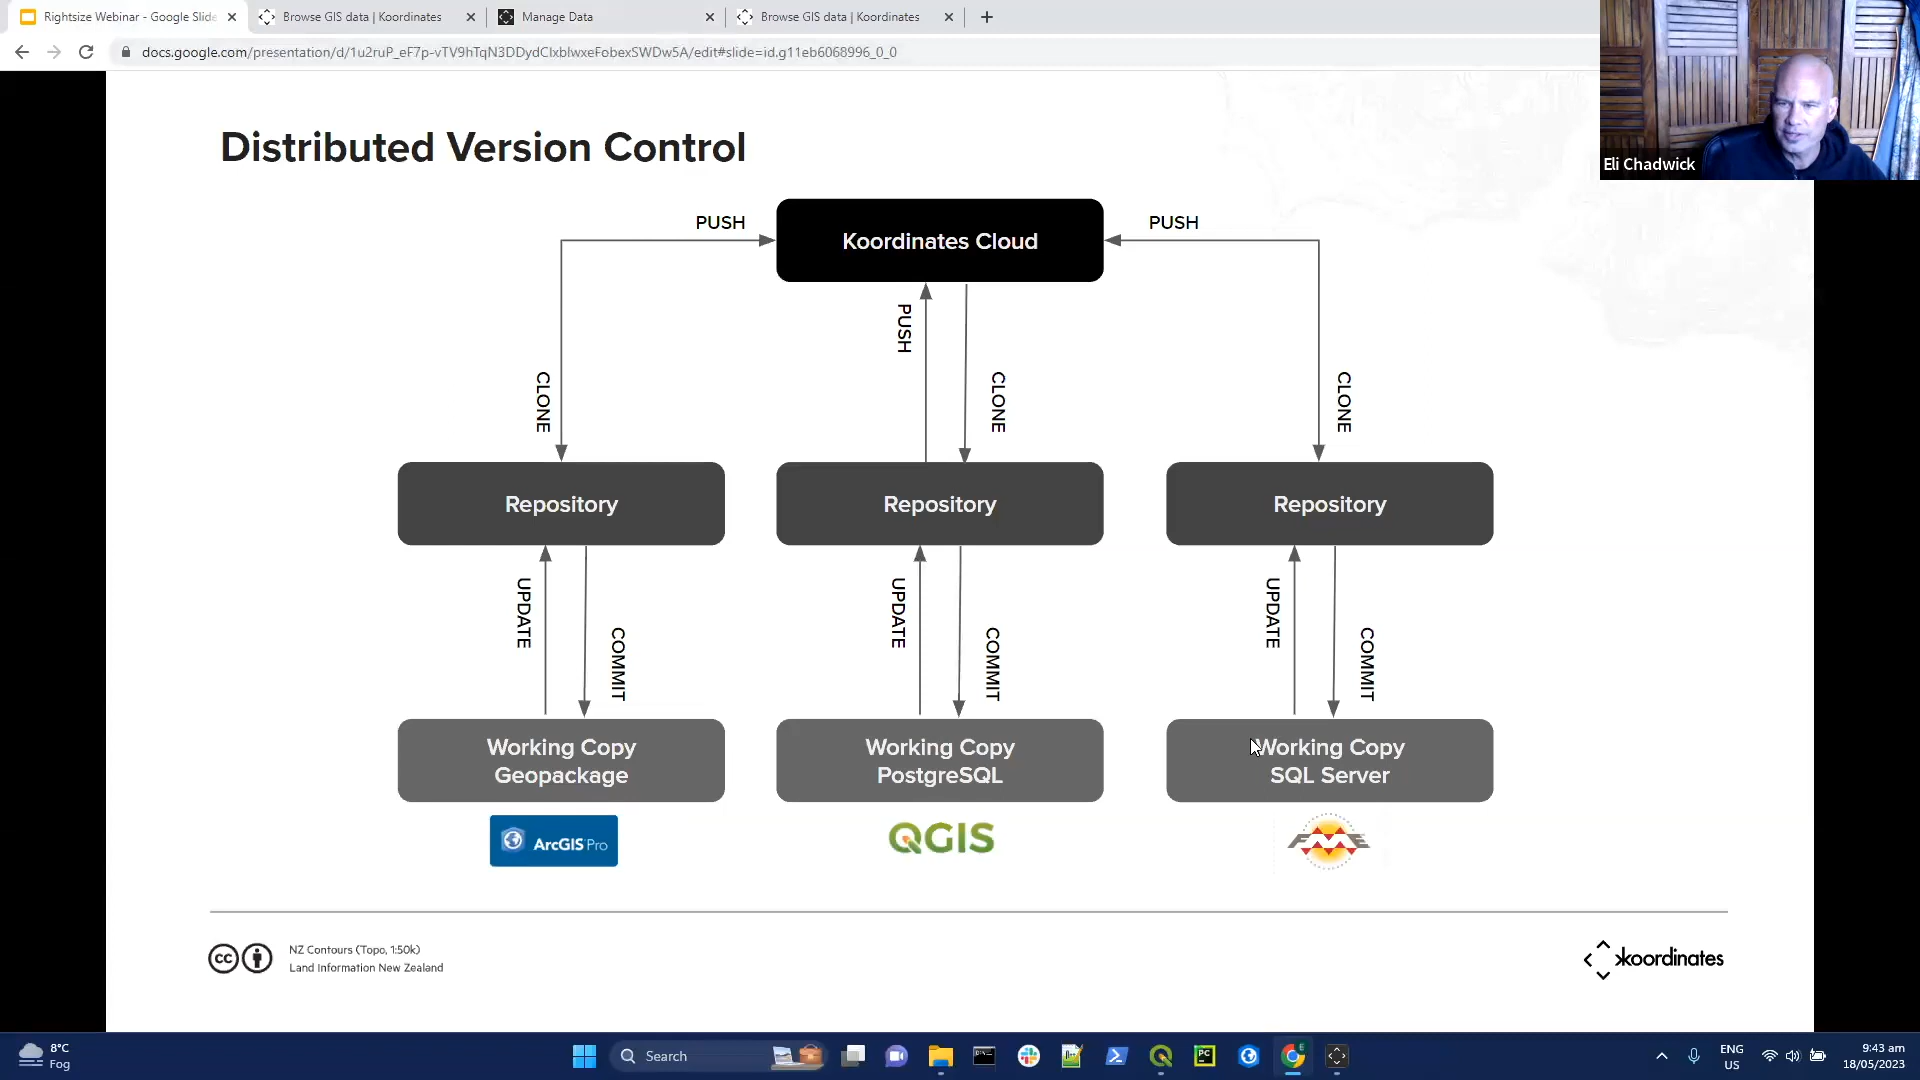 Rightsize Webinar - Google Slide
Browse GIS data | Koordinates
Manage Data
Browse GIS data | Koordinates
docs.google.com/presentation/d/1u2ruP_eF7p-vTV9hTqN3DDydClxblwxeFobexSWDw5A/edit#slide=id.g11eb6068996_0_0
Eli Chadwick
Distributed Version Control
PUSH
Koordinates Cloud
PUSH
PUSH
CLONE
CLONE
CLONE
Repository
Repository
Repository
UPDATE
COMMIT
UPDATE
COMMIT
UPDATE
COMMIT
Working Copy
Geopackage
Working Copy
PostgreSQL
Working Copy
SQL Server
ArcGIS Pro
QGIS
FME
cc
NZ Contours (Topo, 1:50k)
Land Information New Zealand
koordinates
8°C
Fog
Search
PC
E
ENG
US
9:43 am
18/05/2023